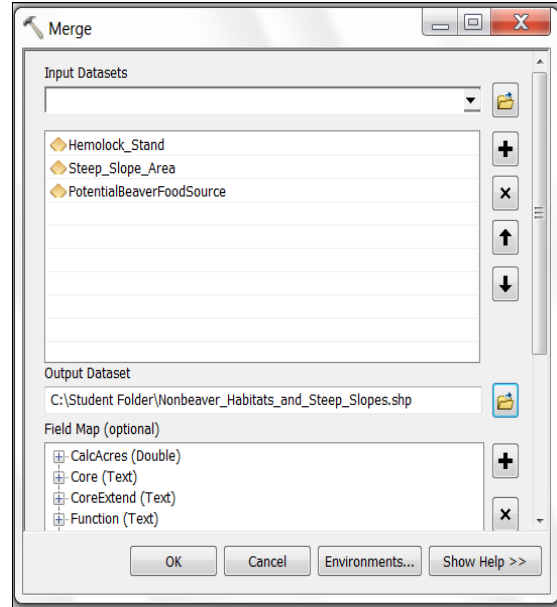 Merge
Input Datasets
Hemolock_Stand
Steep_Slope_Area
PotentialBeaverFoodSource
Output Dataset
C:\Student Folder\Nonbeaver_Habitats_and_Steep_Slopes.shp
Field Map (optional)
CalcAcres (Double)
Core (Text)
CoreExtend (Text)
Function (Text)
OK Cancel Environments... Show Help >>